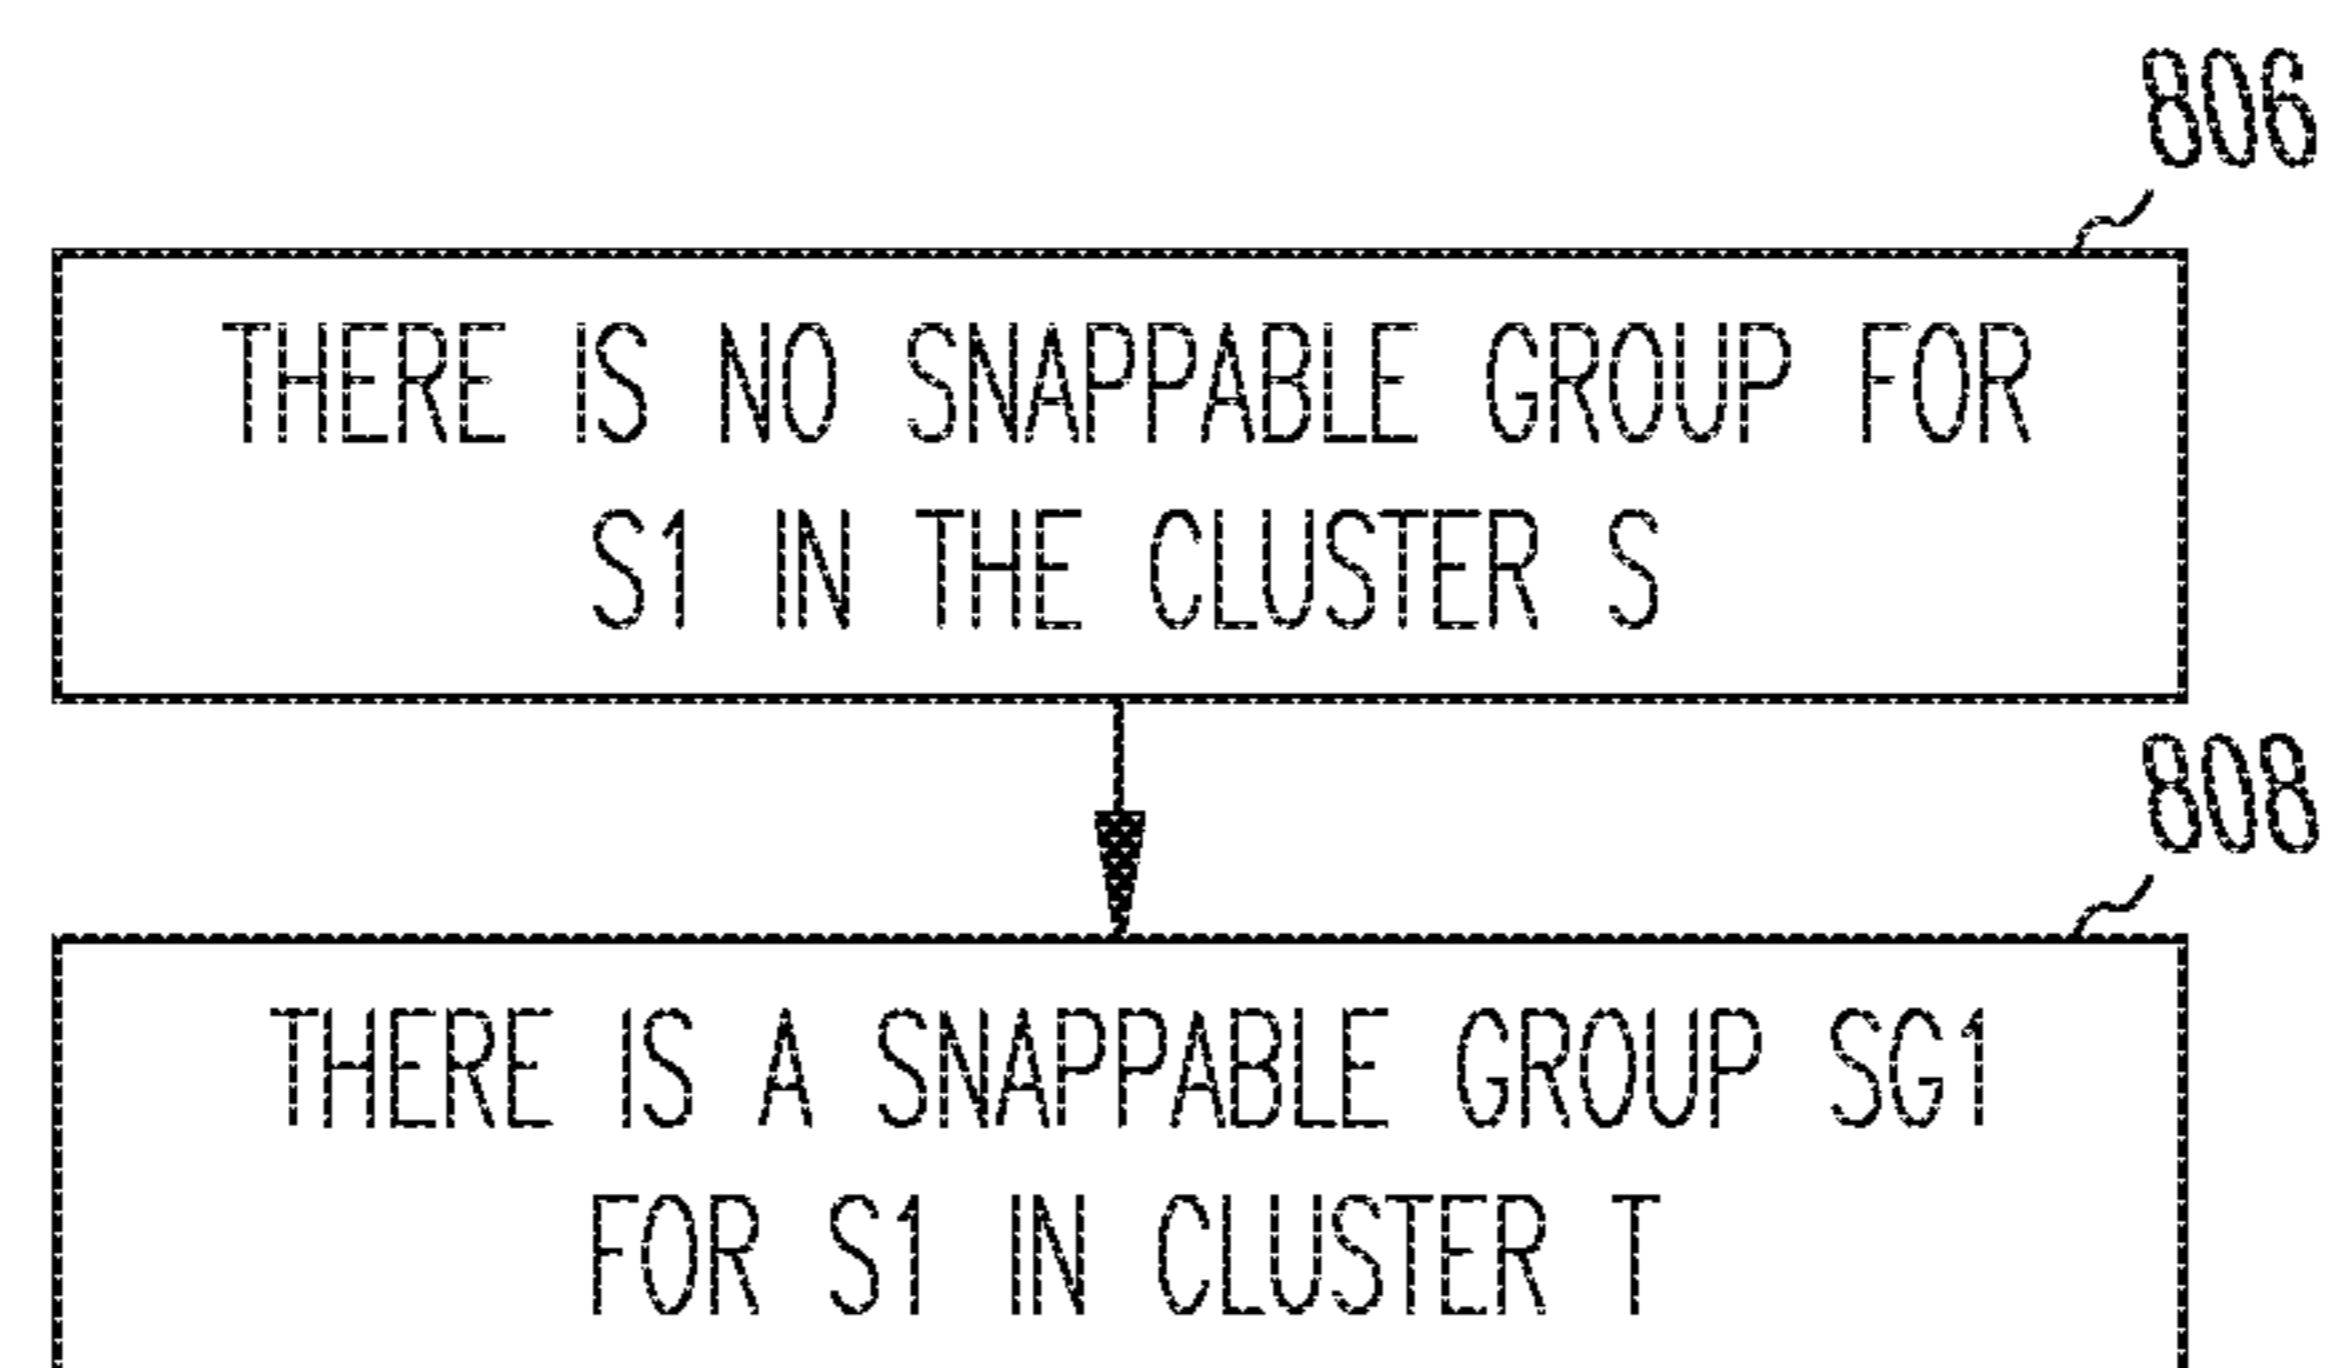 806
THERE IS NO SNAPPABLE GROUP FOR
S1 IN THE CLUSTER S
808
THERE IS A SNAPPABLE GROUP SG1
FOR S1 IN CLUSTER T